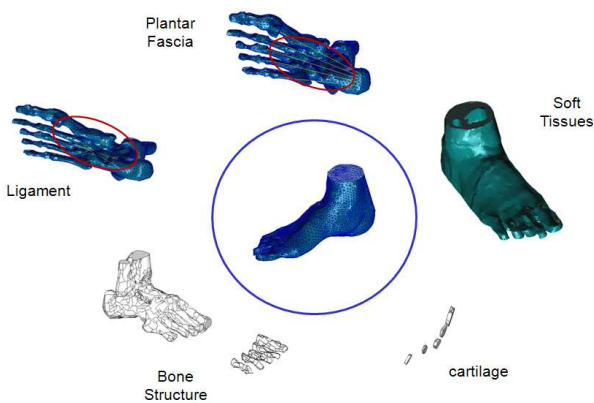 Plantar
Fascia
Soft
Tissues
Ligament
Bone
Structure
cartilage